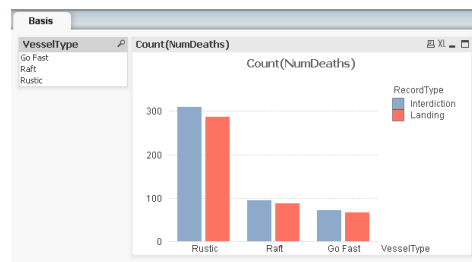 Basis
VesselType
Go Fast
Raft
Rustic
Count(NumDeaths)
XL
Count(NumDeaths)
RecordType
Interdiction
Landing
300
200
100
0
Rustic
Raft
Go Fast
VesselType